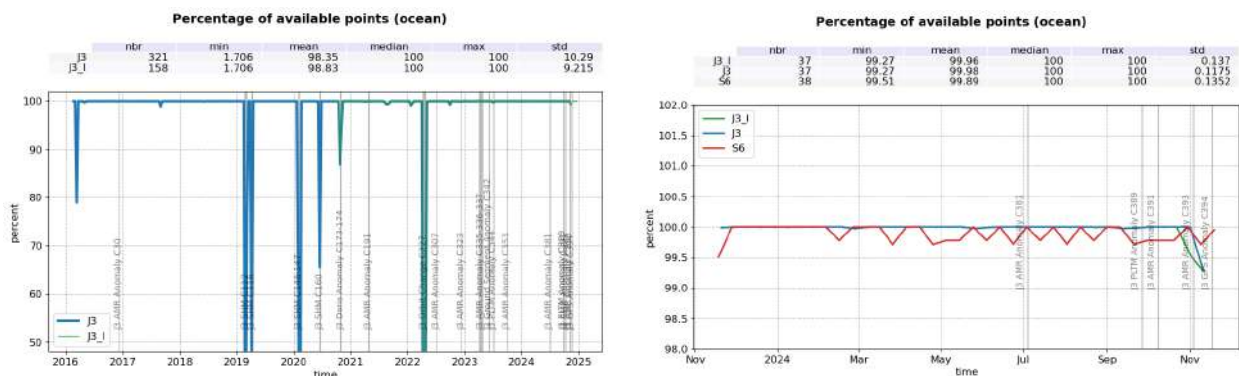 Percentage of available points (ocean)
nbr min mean median max std
J3 321 1.706 98.35 100 100 10.29
J3_I 158 1.706 98.83 100 100 9.215
100
90
80
70
60
50
percent
J3 AMR Anomaly C30
J3 SHM C160
J3 Doris Anomaly C173-174
J3 AMR Anomaly C191
J3 AMR Anomaly C307
J3 AMR Anomaly C323
J3 AMR Anomaly C353
J3 AMR Anomaly C381
J3
J3_I
2016 2017 2018 2019 2020 2021 2022 2023 2024 2025
time
Percentage of available points (ocean)
nbr min mean median max std
J3_I 37 99.27 99.96 100 100 0.137
J3 37 99.27 99.98 100 100 0.1175
S6 38 99.51 99.89 100 100 0.1352
102.0
101.5
101.0
100.5
100.0
99.5
99.0
98.5
98.0
percent
J3_I
J3
S6
J3 AMR Anomaly C381
J3 PLTM Anomaly C389
J3 AMR Anomaly C391
J3 AMR Anomaly C393
Nov 2024 Mar May Jul Sep Nov
time